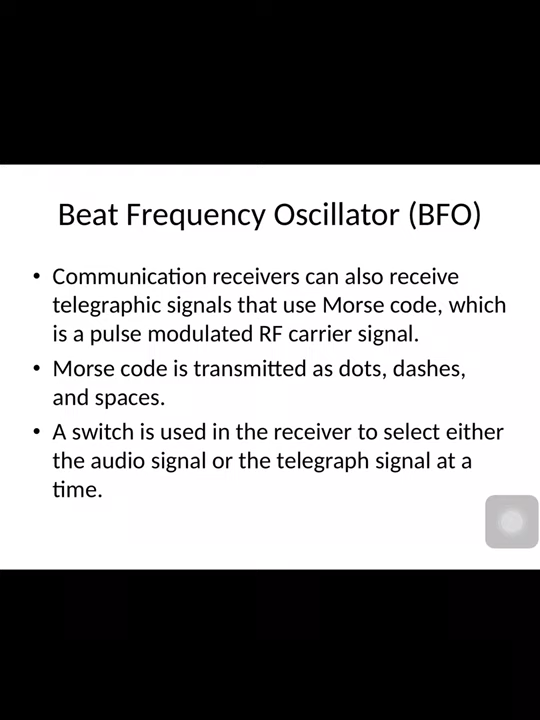 Beat Frequency Oscillator (BFO)
• Communication receivers can also receive
telegraphic signals that use Morse code, which
is a pulse modulated RF carrier signal.
• Morse code is transmitted as dots, dashes,
and spaces.
• A switch is used in the receiver to select either
the audio signal or the telegraph signal at a
time.